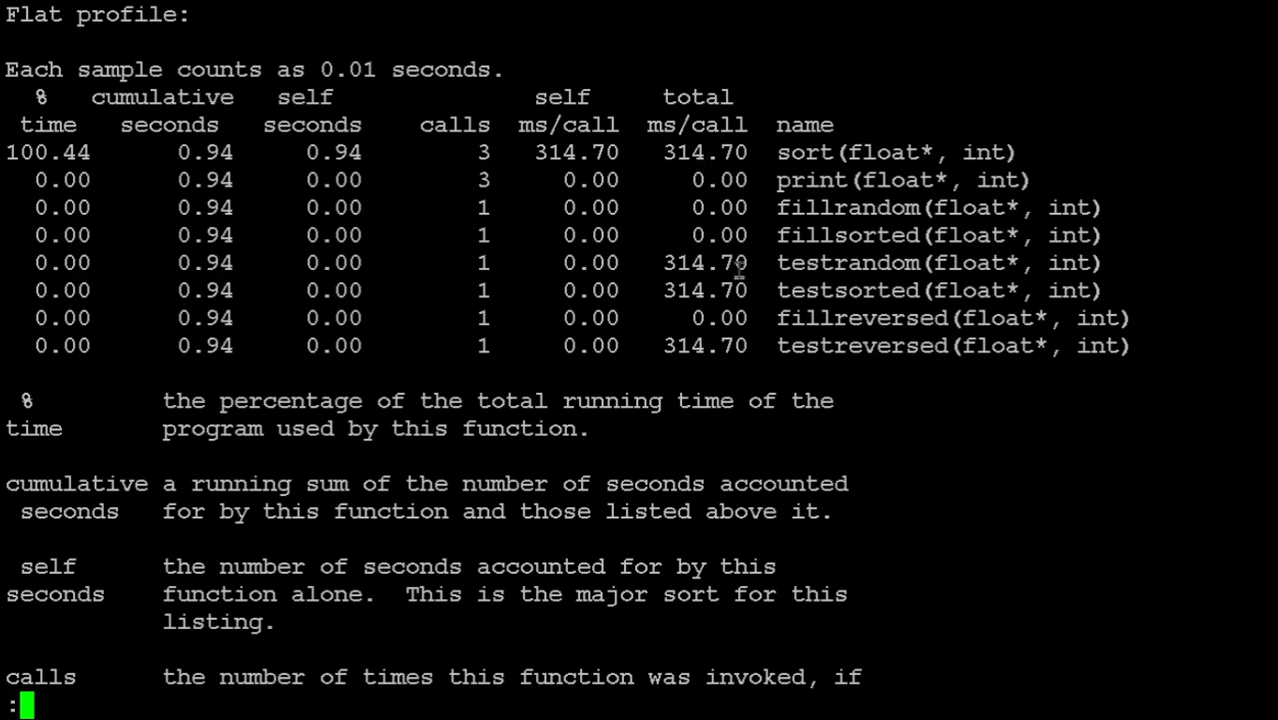 Flat profile:
Each sample counts as 0.01 seconds.
% cumulative self self total
time seconds seconds calls ms/call ms/call name
100.44 0.94 0.94 3 314.70 314.70 sort(float*, int)
0.00 0.94 0.00 3 0.00 0.00 print(float*, int)
0.00 0.94 0.00 1 0.00 0.00 fillrandom(float*, int)
0.00 0.94 0.00 1 0.00 0.00 fillsorted(float*, int)
0.00 0.94 0.00 1 0.00 314.70 testrandom(float*, int)
0.00 0.94 0.00 1 0.00 314.70 testsorted(float*, int)
0.00 0.94 0.00 1 0.00 0.00 fillreversed(float*, int)
0.00 0.94 0.00 1 0.00 314.70 testreversed(float*, int)
% the percentage of the total running time of the
time program used by this function.
cumulative a running sum of the number of seconds accounted
seconds for by this function and those listed above it.
self the number of seconds accounted for by this
seconds function alone. This is the major sort for this
listing.
calls the number of times this function was invoked, if
: